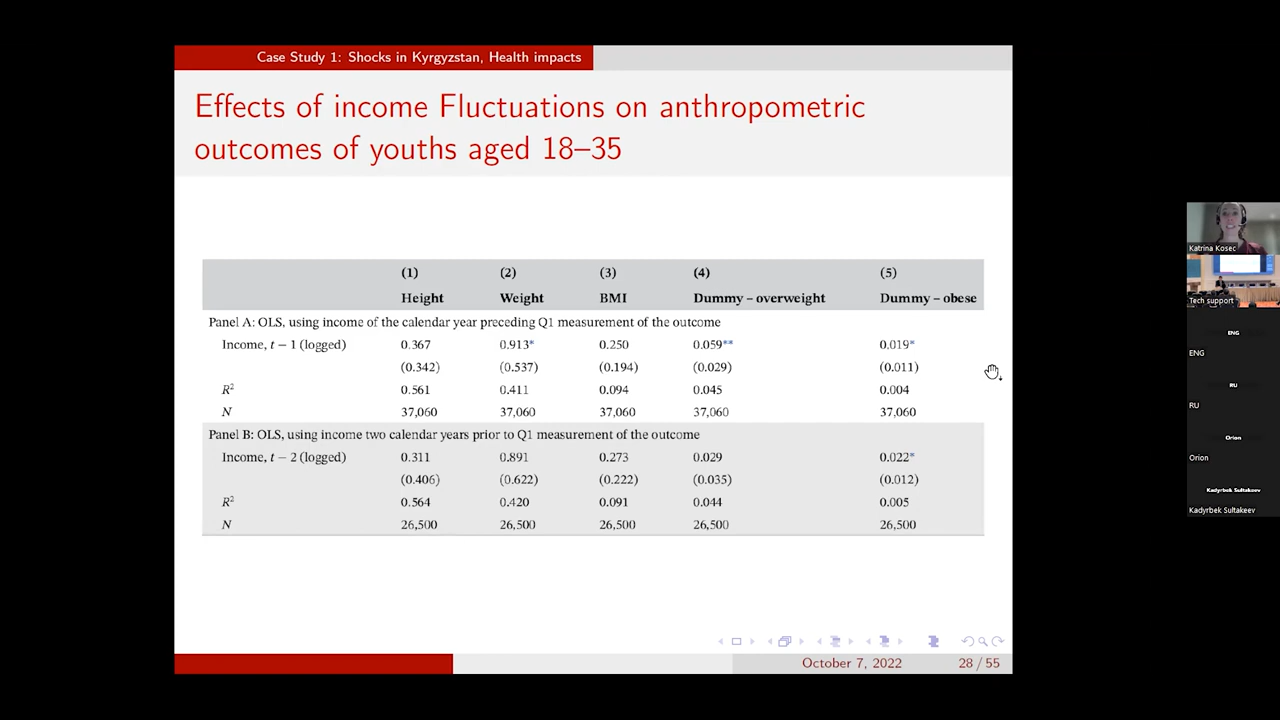 Case Study 1: Shocks in Kyrgyzstan, Health impacts
Effects of income Fluctuations on anthropometric
outcomes of youths aged 18–35
(1) (2) (3) (4) (5)
Height Weight BMI Dummy – overweight Dummy – obese
Panel A: OLS, using income of the calendar year preceding Q1 measurement of the outcome
Income, t − 1 (logged) 0.367 0.913* 0.250 0.059** 0.019*
(0.342) (0.537) (0.194) (0.029) (0.011)
R² 0.561 0.411 0.094 0.045 0.004
N 37,060 37,060 37,060 37,060 37,060
Panel B: OLS, using income two calendar years prior to Q1 measurement of the outcome
Income, t − 2 (logged) 0.311 0.891 0.273 0.029 0.022*
(0.406) (0.622) (0.222) (0.035) (0.012)
R² 0.564 0.420 0.091 0.044 0.005
N 26,500 26,500 26,500 26,500 26,500
October 7, 2022 28 / 55
Katrina Kosec
Tech support
ENG
ENG
RU
RU
Orion
Orion
Kadyrbek Sultakeev
Kadyrbek Sultakeev